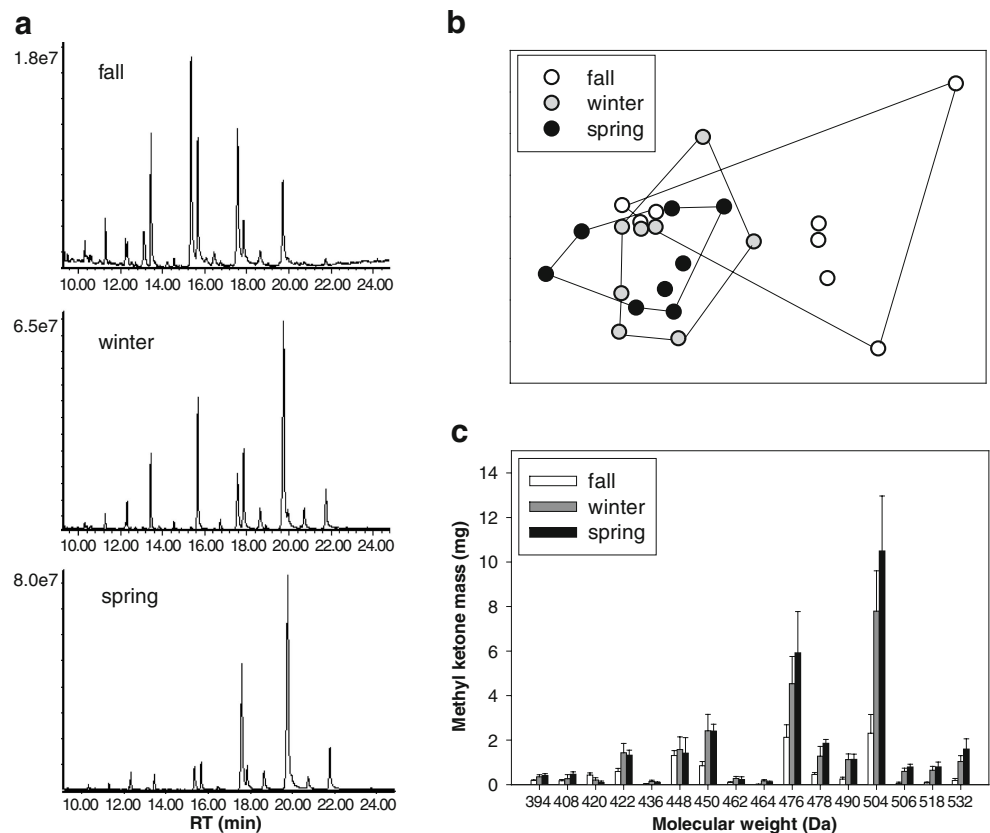 a
1.8e7
fall
10.00 12.00 14.00 16.00 18.00 20.00 22.00 24.00
6.5e7
winter
10.00 12.00 14.00 16.00 18.00 20.00 22.00 24.00
8.0e7
spring
10.00 12.00 14.00 16.00 18.00 20.00 22.00 24.00
RT (min)
b
fall
winter
spring
c
14
12
10
8
6
4
2
0
Methyl ketone mass (mg)
fall
winter
spring
394 408 420 422 436 448 450 462 464 476 478 490 504 506 518 532
Molecular weight (Da)